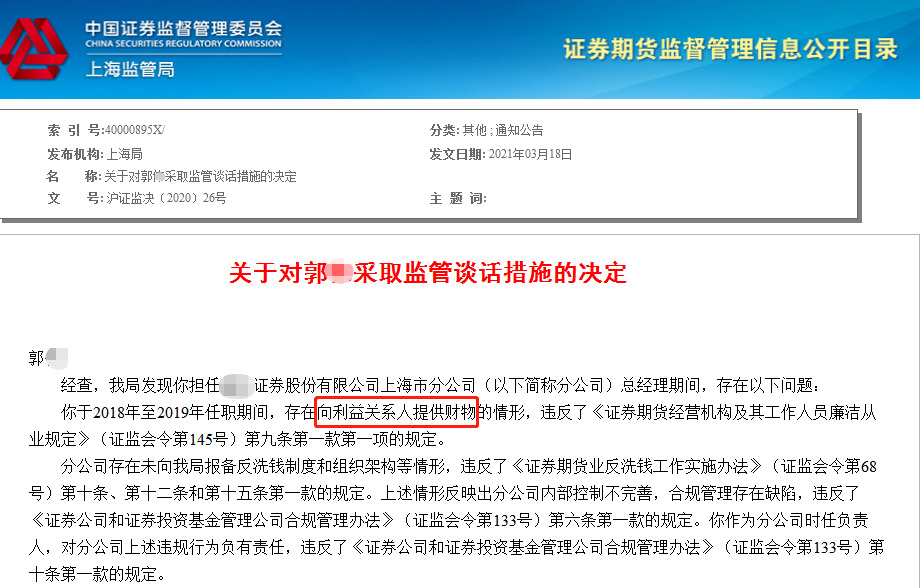 中国证券监督管理委员会
CHINA SECURITIES REGULATORY COMMISSION
上海监管局
证券期货监督管理信息公开目录
索 引 号:40000895X/ 分类: 其他 ; 通知公告
发布机构: 上海局 发文日期: 2021年03月18日
名 称: 关于对郭采取监管谈话措施的决定
文 号: 沪证监决（2020）26号 主 题 词:
关于对郭采取监管谈话措施的决定
郭
经查，我局发现你担任证券股份有限公司上海市分公司（以下简称分公司）总经理期间，存在以下问题：
你于2018年至2019年任职期间，存在向利益关系人提供财物的情形，违反了《证券期货经营机构及其工作人员廉洁从
业规定》（证监会令第145号）第九条第一款第一项的规定。
分公司存在未向我局报备反洗钱制度和组织架构等情形，违反了《证券期货业反洗钱工作实施办法》（证监会令第68
号）第十条、第十二条和第十五条第一款的规定。上述情形反映出分公司内部控制不完善，合规管理存在缺陷，违反了
《证券公司和证券投资基金管理公司合规管理办法》（证监会令第133号）第六条第一款的规定。你作为分公司时任负责
人，对分公司上述违规行为负有责任，违反了《证券公司和证券投资基金管理公司合规管理办法》（证监会令第133号）第
十条第一款的规定。